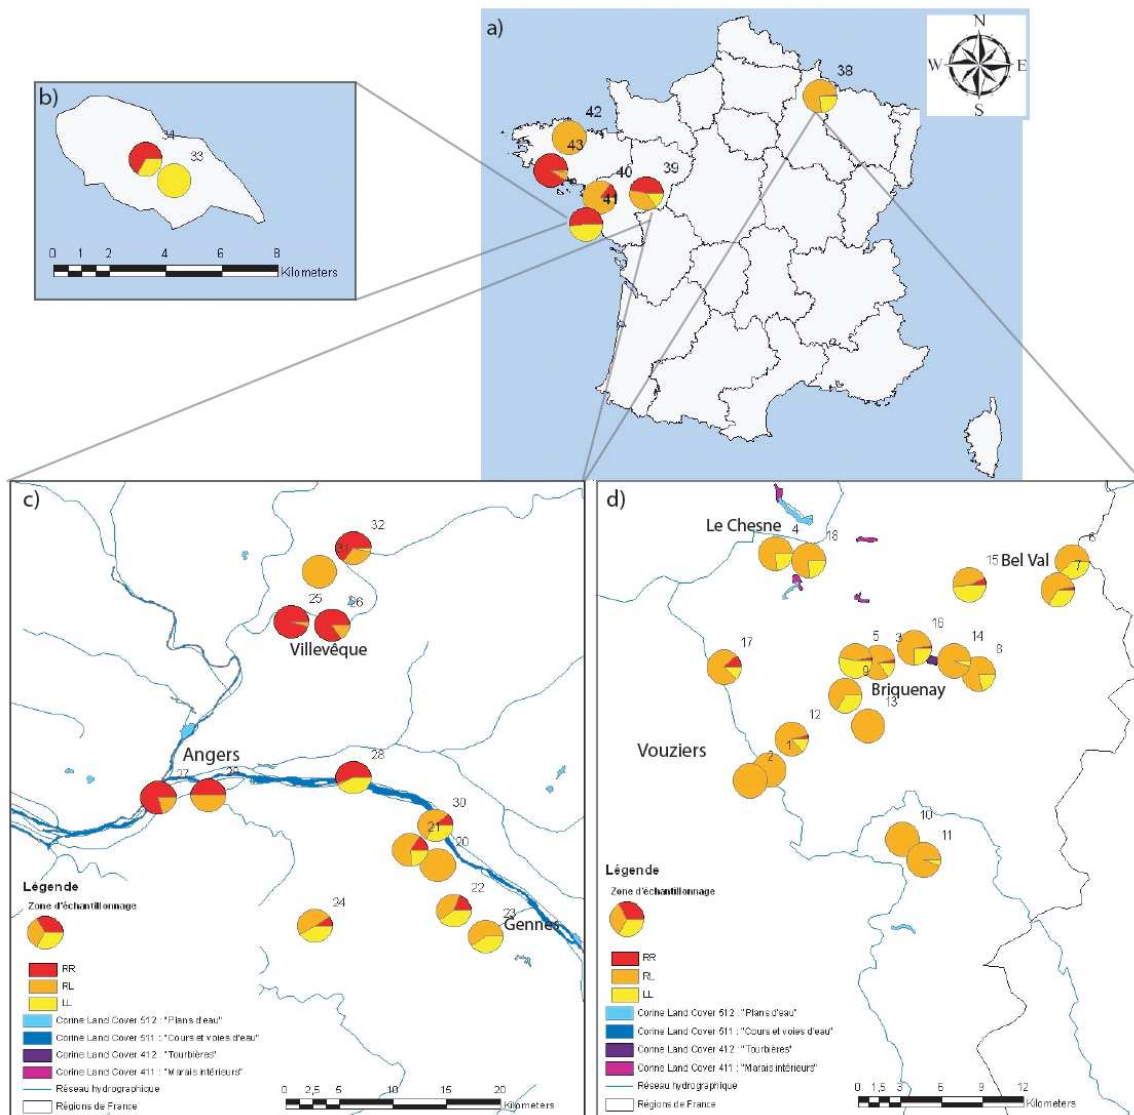 a)
N
W E
S
38
42
43
40
39
41
b)
34
33
0 2 4 6 8
Kilometers
c)
32
31
25
26
Villevêque
Angers
27
29
28
30
21
20
22
23
Gennes
24
Légende
Zone d'échantillonnage
RR
RL
LL
Corine Land Cover 512 : "Plans d'eau"
Corine Land Cover 511 : "Cours et voies d'eau"
Corine Land Cover 412 : "Tourbières"
Corine Land Cover 411 : "Marais intérieurs"
Réseau hydrographique
Régions de France
0 2,5 5 10 15 20
Kilometers
d)
Le Chesne
4
18
15
Bel Val
6
7
17
5
3
16
14
8
9
Briquenay
13
12
1
Vouziers
2
10
11
Légende
Zone d'échantillonnage
RR
RL
LL
Corine Land Cover 512 : "Plans d'eau"
Corine Land Cover 511 : "Cours et voies d'eau"
Corine Land Cover 412 : "Tourbières"
Corine Land Cover 411 : "Marais intérieurs"
Réseau hydrographique
Régions de France
0 1,5 3 6 9 12
Kilometers